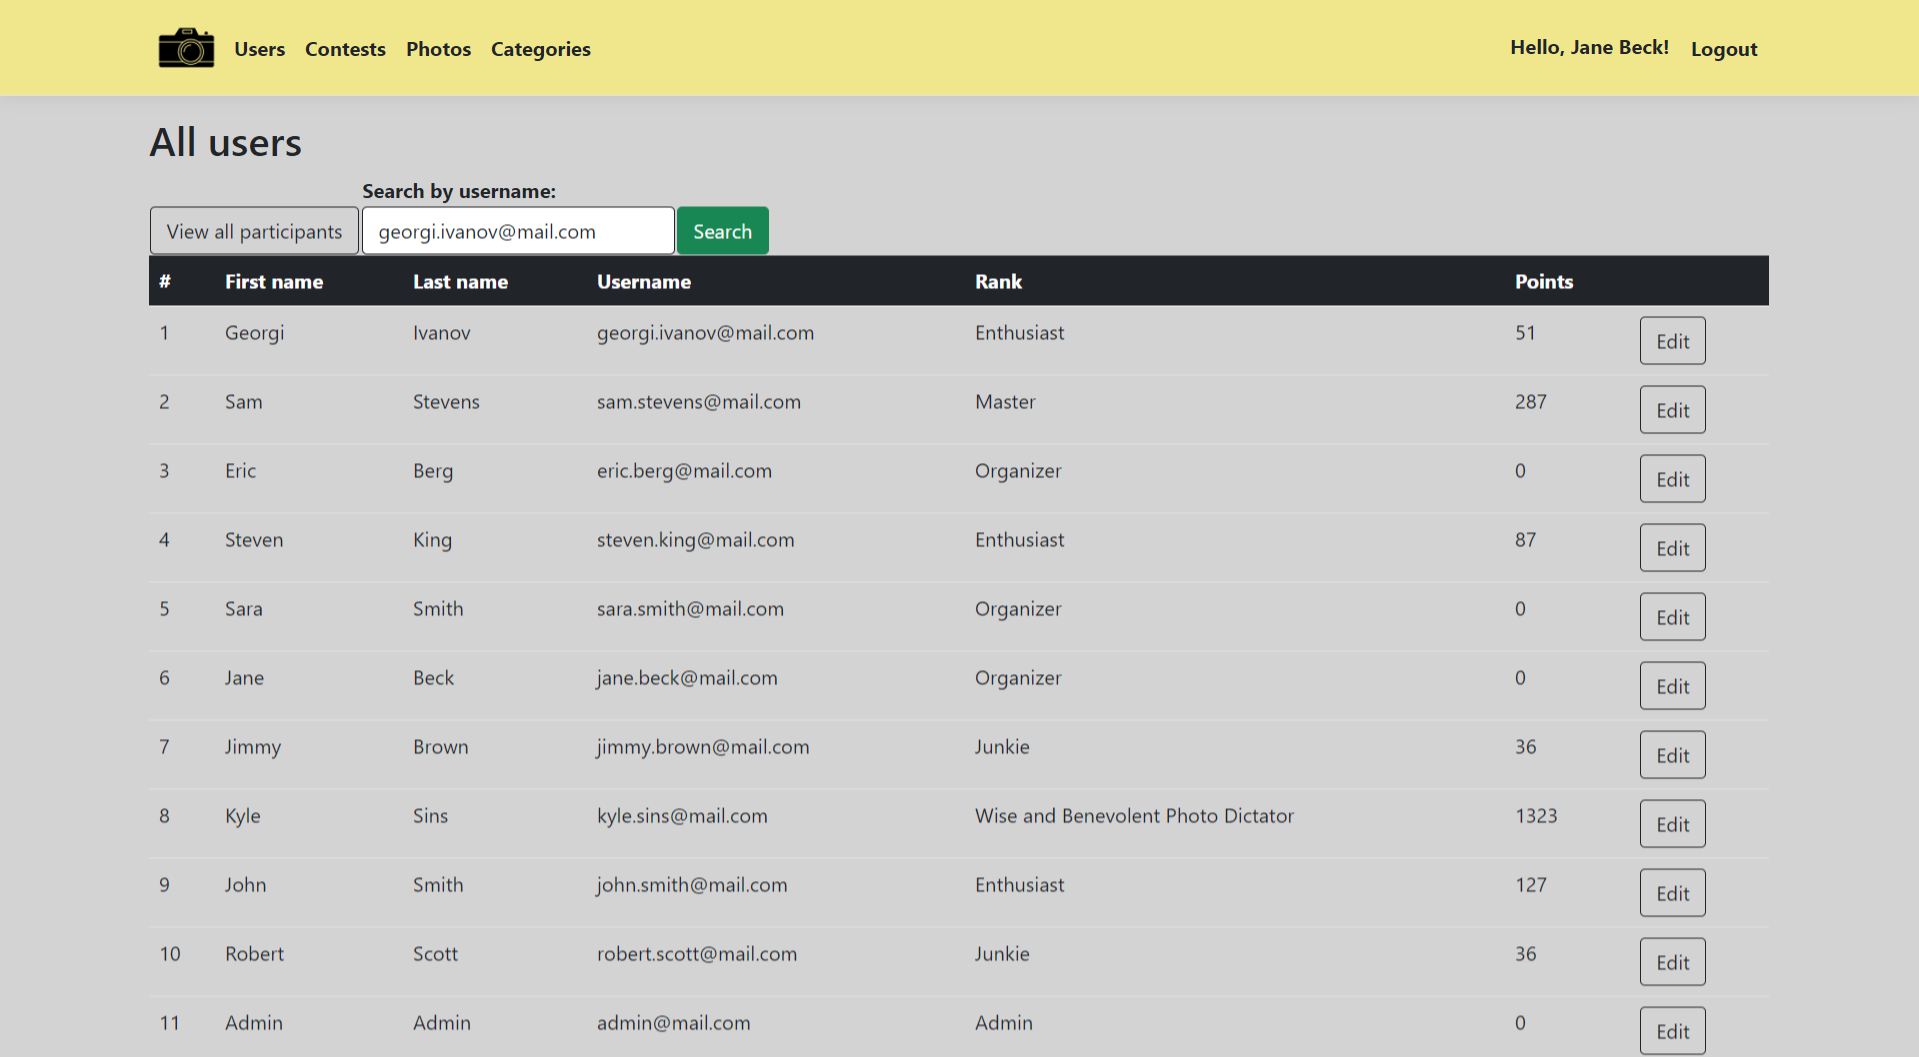 Users Contests Photos Categories Hello, Jane Beck! Logout
All users
Search by username:
View all participants georgi.ivanov@mail.com Search
# First name Last name Username Rank Points
1 Georgi Ivanov georgi.ivanov@mail.com Enthusiast 51 Edit
2 Sam Stevens sam.stevens@mail.com Master 287 Edit
3 Eric Berg eric.berg@mail.com Organizer 0 Edit
4 Steven King steven.king@mail.com Enthusiast 87 Edit
5 Sara Smith sara.smith@mail.com Organizer 0 Edit
6 Jane Beck jane.beck@mail.com Organizer 0 Edit
7 Jimmy Brown jimmy.brown@mail.com Junkie 36 Edit
8 Kyle Sins kyle.sins@mail.com Wise and Benevolent Photo Dictator 1323 Edit
9 John Smith john.smith@mail.com Enthusiast 127 Edit
10 Robert Scott robert.scott@mail.com Junkie 36 Edit
11 Admin Admin admin@mail.com Admin 0 Edit